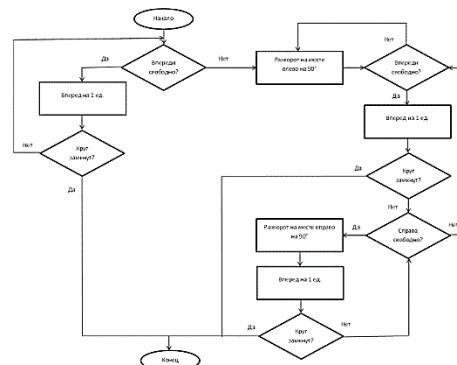 Начало
Впереди
свободно?
Да
Нет
Вперед на 1 ед.
Круг
замкнут?
Нет
Да
Разворот на месте
влево на 90°
Нет
Впереди
свободно?
Да
Вперед на 1 ед.
Круг
замкнут?
Да
Нет
Справа
свободно?
Да
Нет
Разворот на месте вправо
на 90°
Вперед на 1 ед.
Круг
замкнут?
Да
Нет
Конец